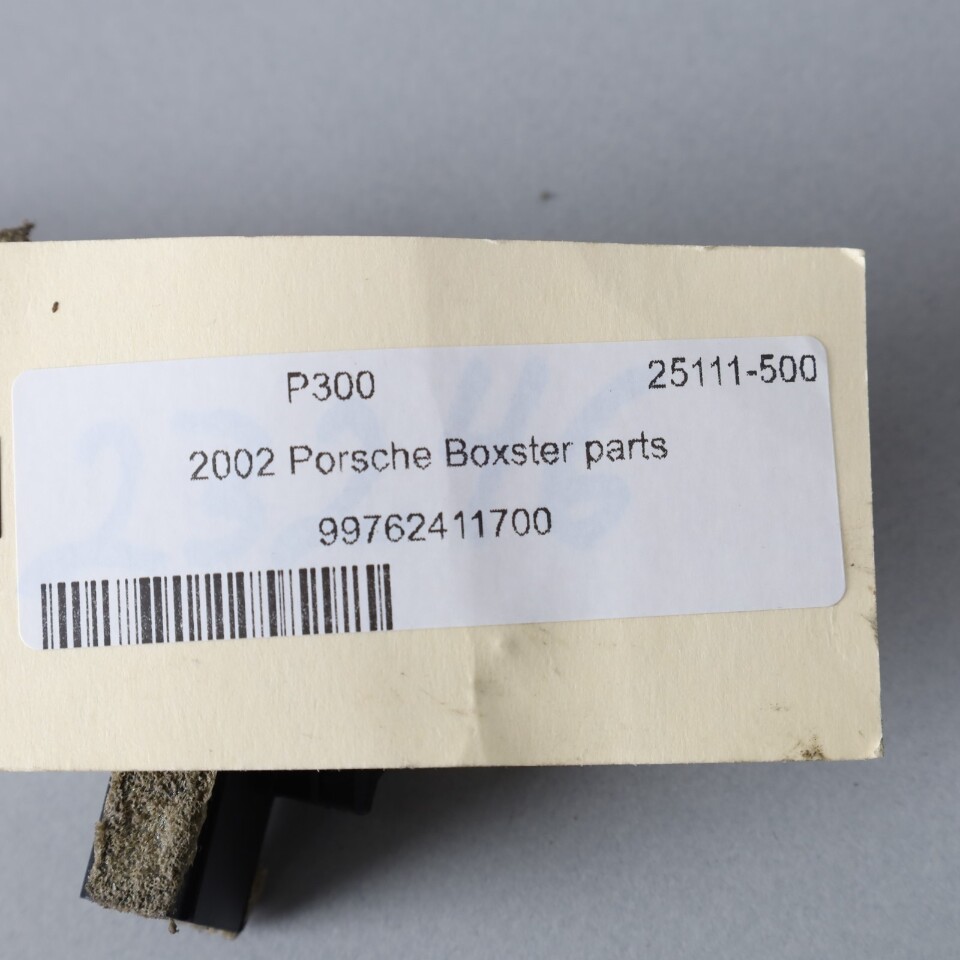 P300 25111-500
2002 Porsche Boxster parts
99762411700